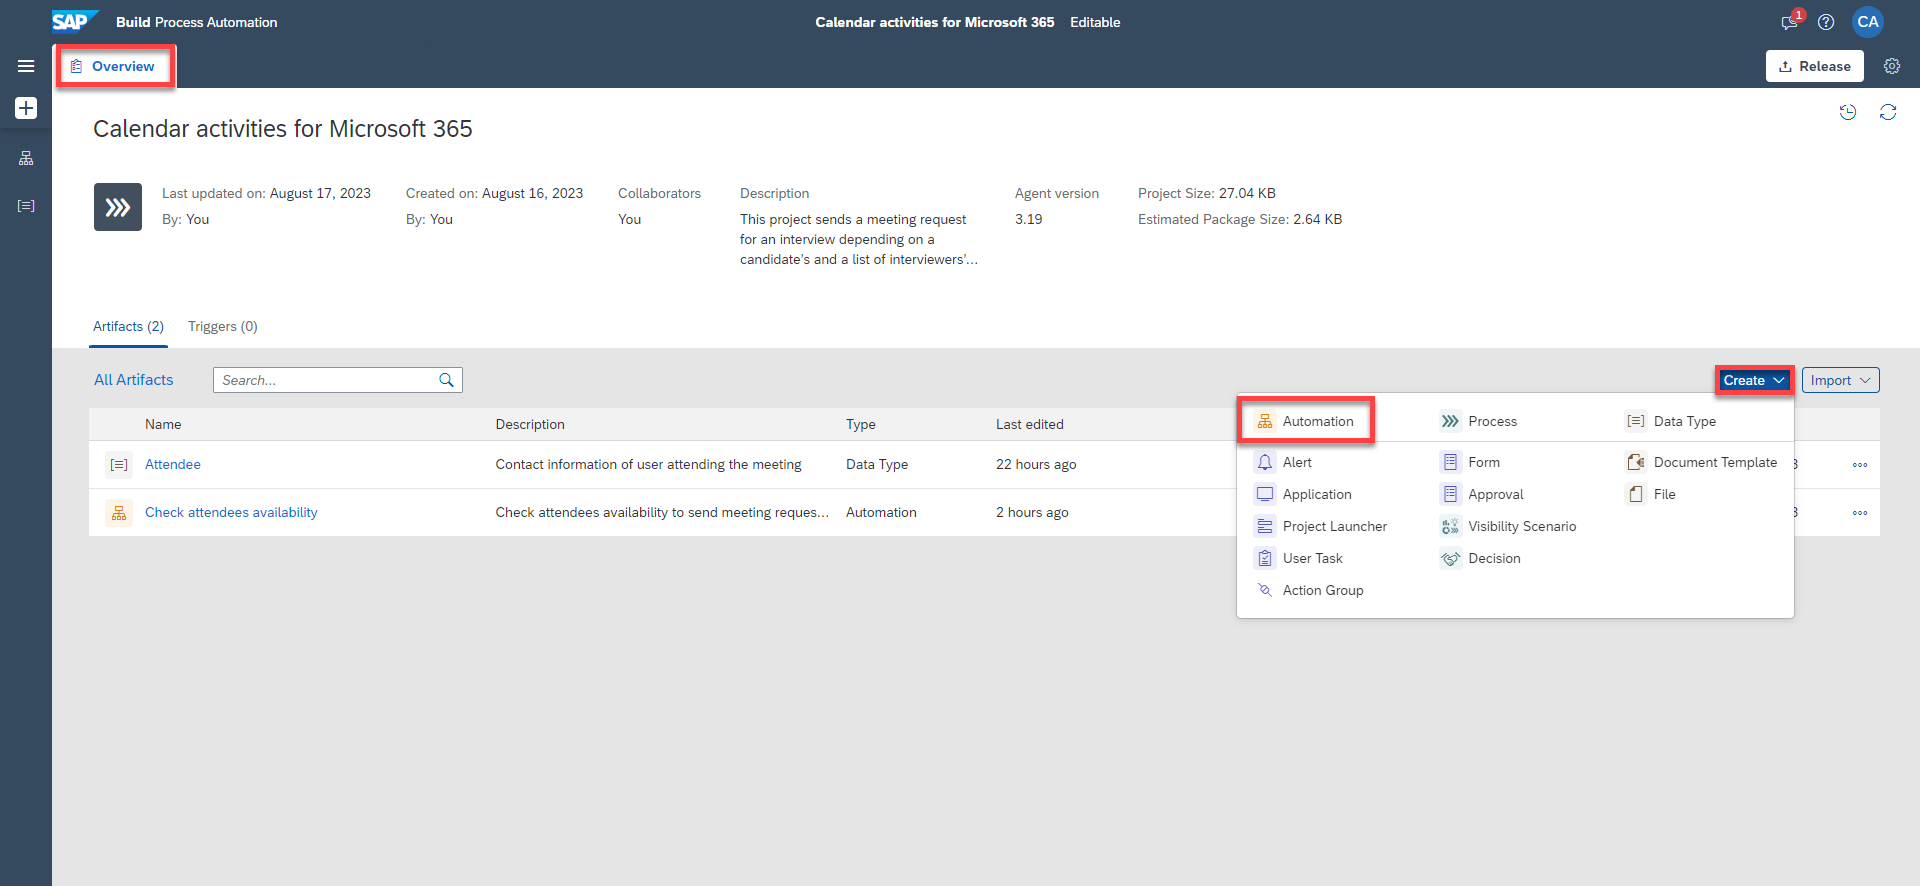 SAP Build Process Automation
Calendar activities for Microsoft 365 Editable
1
CA
Overview
Release
Calendar activities for Microsoft 365
Last updated on: August 17, 2023
By: You
Created on: August 16, 2023
By: You
Collaborators
You
Description
This project sends a meeting request
for an interview depending on a
candidate's and a list of interviewers'...
Agent version
3.19
Project Size: 27.04 KB
Estimated Package Size: 2.64 KB
Artifacts (2)
Triggers (0)
All Artifacts
Search...
Create
Import
Name Description Type Last edited
Attendee Contact information of user attending the meeting Data Type 22 hours ago
Check attendees availability Check attendees availability to send meeting reques... Automation 2 hours ago
Automation Process Data Type
Alert Form Document Template
Application Approval File
Project Launcher Visibility Scenario
User Task Decision
Action Group